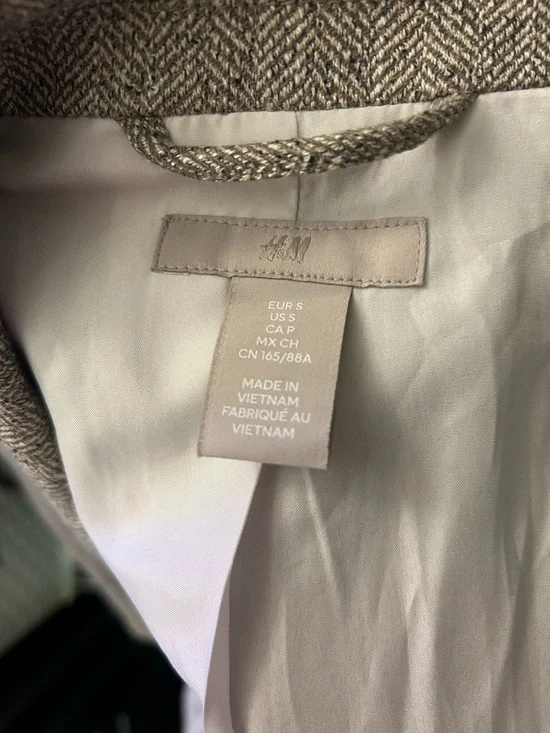 H&M
EUR S
US S
CA P
MX CH
CN 165/88A
MADE IN
VIETNAM
FABRIQUÉ AU
VIETNAM